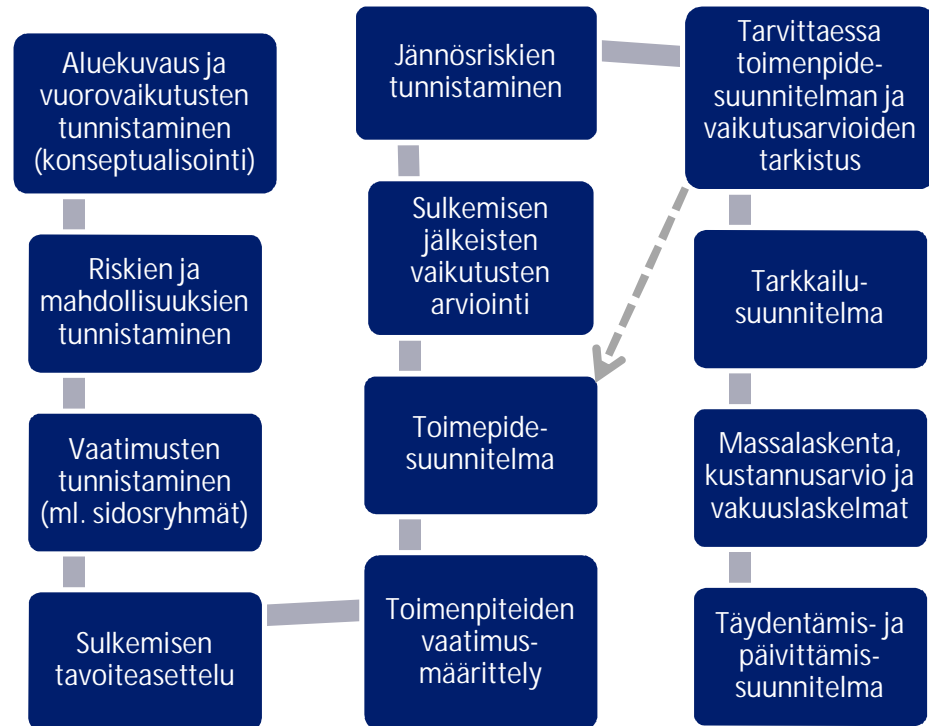 Aluekuvaus ja
vuorovaikutusten
tunnistaminen
(konseptualisointi)
Riskien ja
mahdollisuuksien
tunnistaminen
Vaatimusten
tunnistaminen
(ml. sidosryhmät)
Sulkemisen
tavoiteasettelu
Toimenpiteiden
vaatimus-
määrittely
Toimepide-
suunnitelma
Sulkemisen
jälkeisten
vaikutusten
arviointi
Jännösriskien
tunnistaminen
Tarvittaessa
toimenpide-
suunnitelman ja
vaikutusarvioiden
tarkistus
Tarkkailu-
suunnitelma
Massalaskenta,
kustannusarvio ja
vakuuslaskelmat
Täydentämis- ja
päivittämis-
suunnitelma